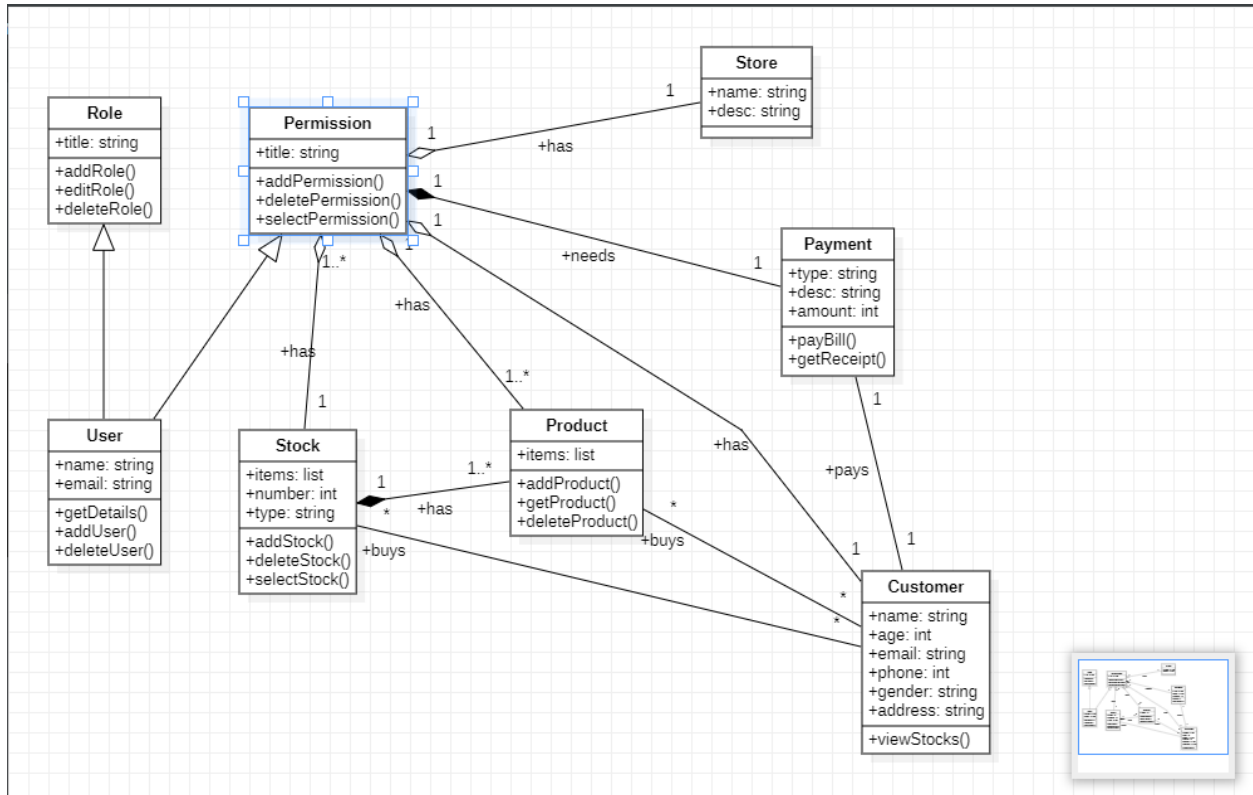 Store
+name: string
+desc: string
Role
+title: string
+addRole()
+editRole()
+deleteRole()
Permission
+title: string
+addPermission()
+deletePermission()
+selectPermission()
1
1
+has
1
+needs
1
1
1
+has
1..*
1..*
+has
1
+has
1
Payment
+type: string
+desc: string
+amount: int
+payBill()
+getReceipt()
1
+pays
1
User
+name: string
+email: string
+getDetails()
+addUser()
+deleteUser()
Stock
+items: list
+number: int
+type: string
+addStock()
+deleteStock()
+selectStock()
1
+has
1..*
*
+buys
*
Product
+items: list
+addProduct()
+getProduct()
+deleteProduct()
*
+buys
*
Customer
+name: string
+age: int
+email: string
+phone: int
+gender: string
+address: string
+viewStocks()